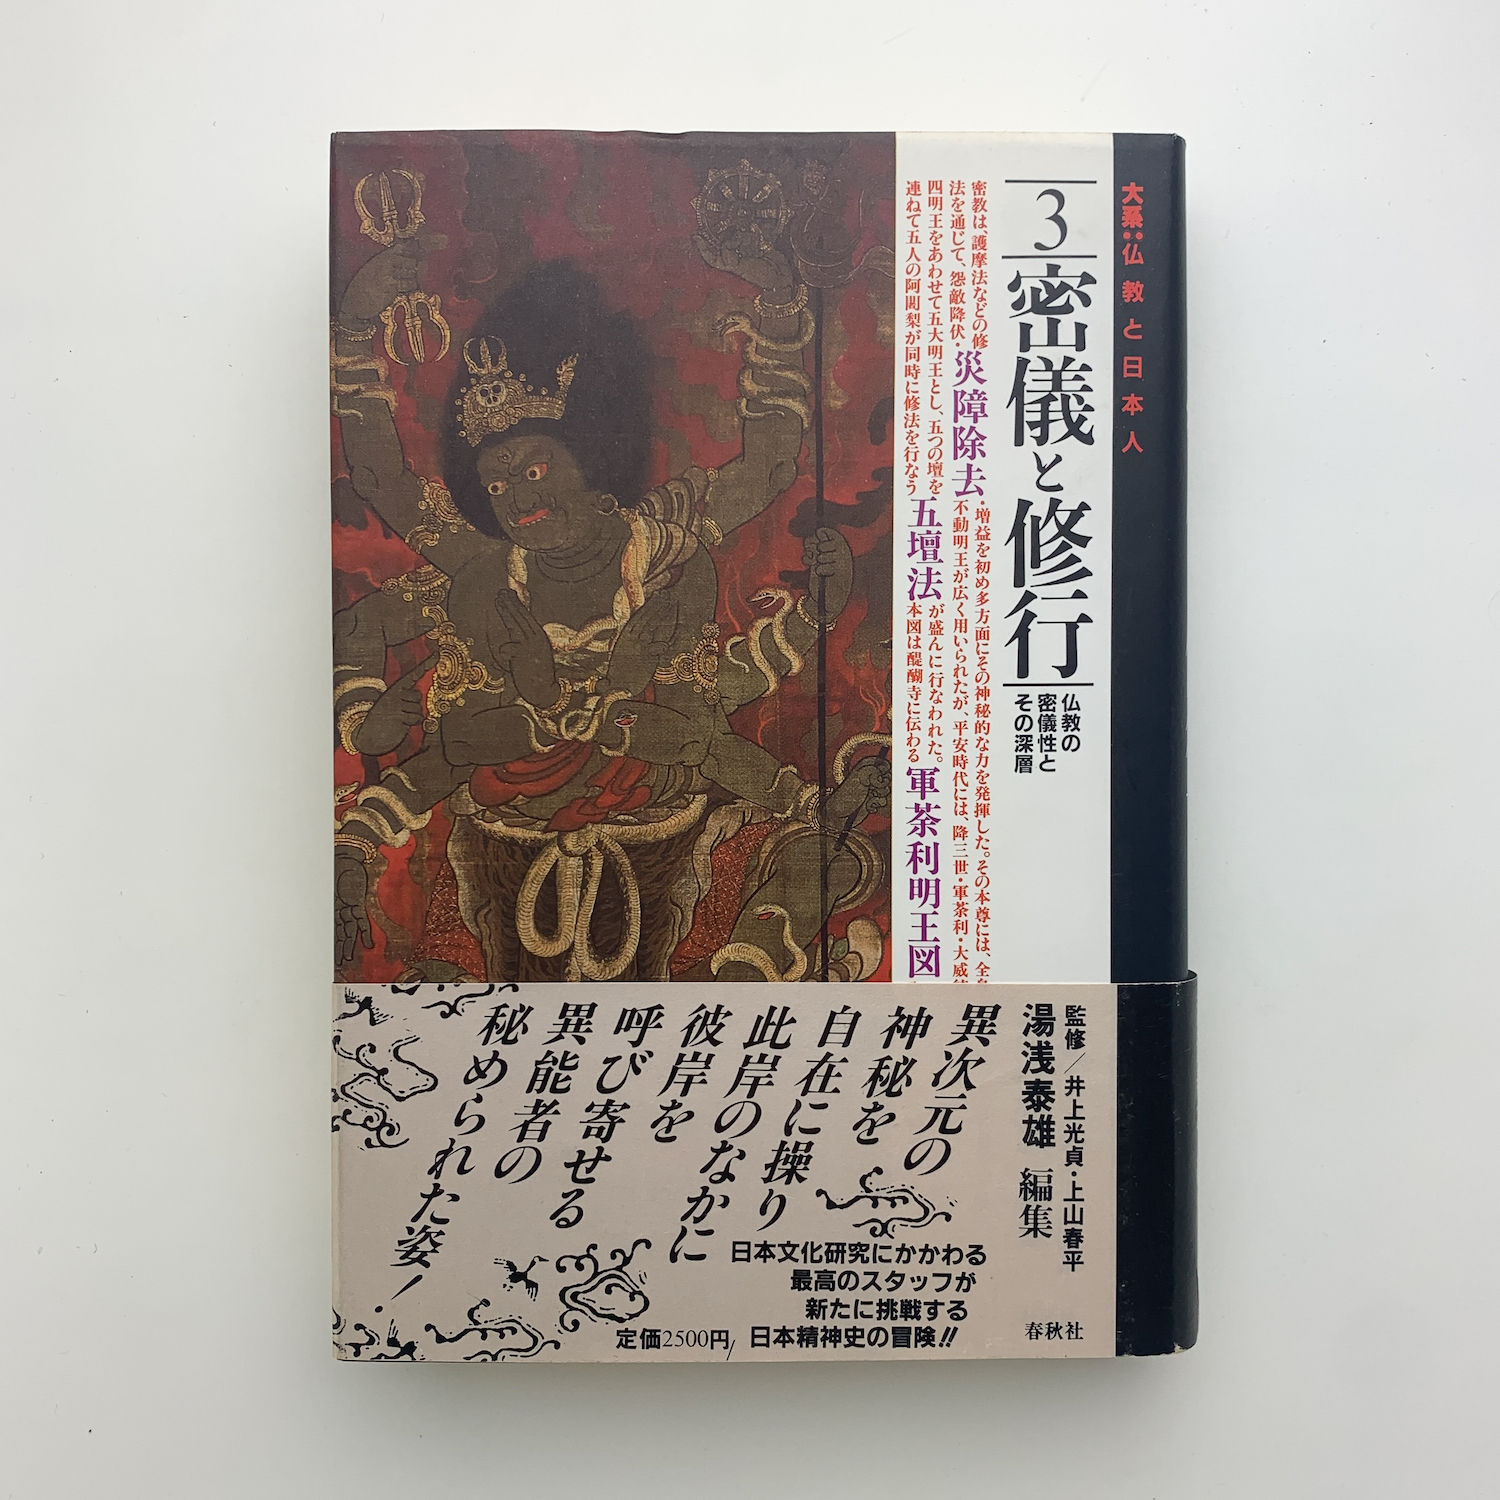 大系::仏教と日本人
3
密儀と修行
仏教の
密儀性と
その深層
密教は、護摩法などの修
法を通じて、怨敵降伏・
災障除去
・増益を初め多方面にその神秘的な力を発揮した。その本尊には、全
不動明王が広く用いられたが、平安時代には、降三世・軍荼利・大威
四明王をあわせて五大明王とし、五つの壇を
連ねて五人の阿闍梨が同時に修法を行なう
五壇法
が盛んに行なわれた。
本図は醍醐寺に伝わる
軍荼利明王図
監修/井上光貞・上山春平
湯浅泰雄 編集
春秋社
異次元の
神秘を
自在に操り
此岸のなかに
彼岸を
呼び寄せる
異能者の
秘められた姿!
日本文化研究にかかわる
最高のスタッフが
新たに挑戦する
日本精神史の冒険!!
定価2500円/